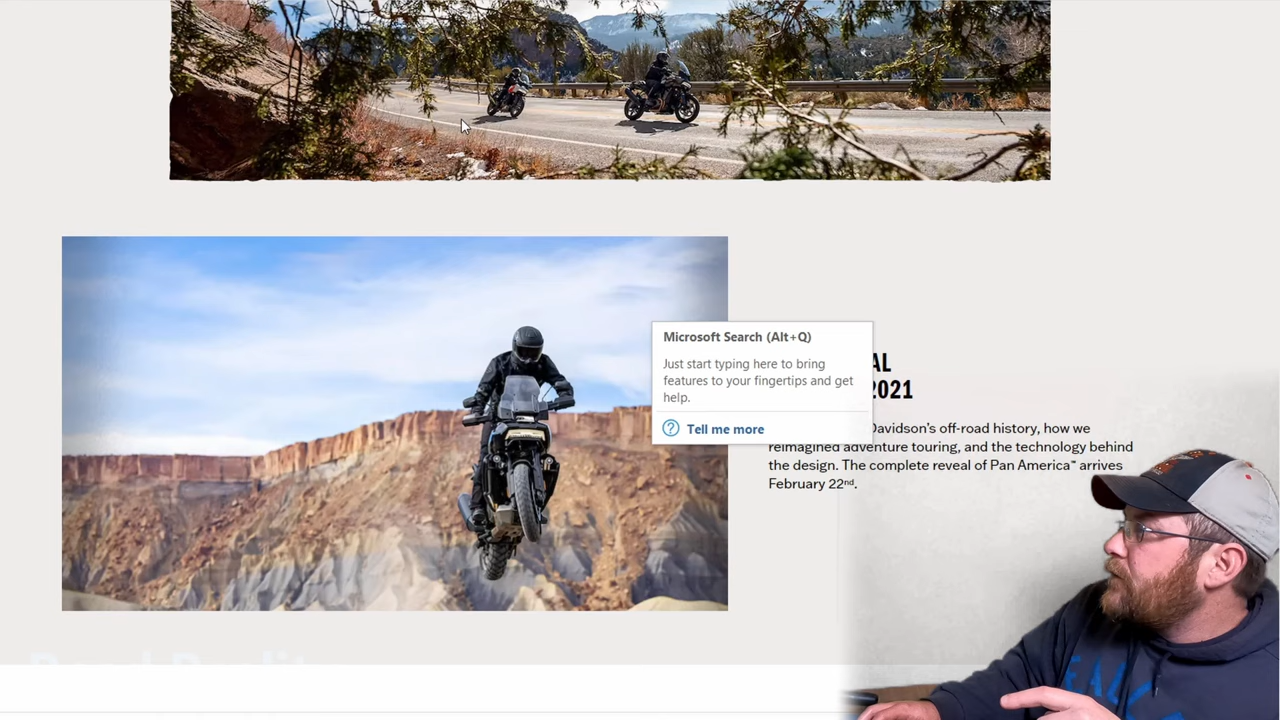 Microsoft Search (Alt+Q)
Just start typing here to bring
features to your fingertips and get
help.
Tell me more
AL
2021
Davidson's off-road history, how we
reimagined adventure touring, and the technology behind
the design. The complete reveal of Pan America™ arrives
February 22nd.